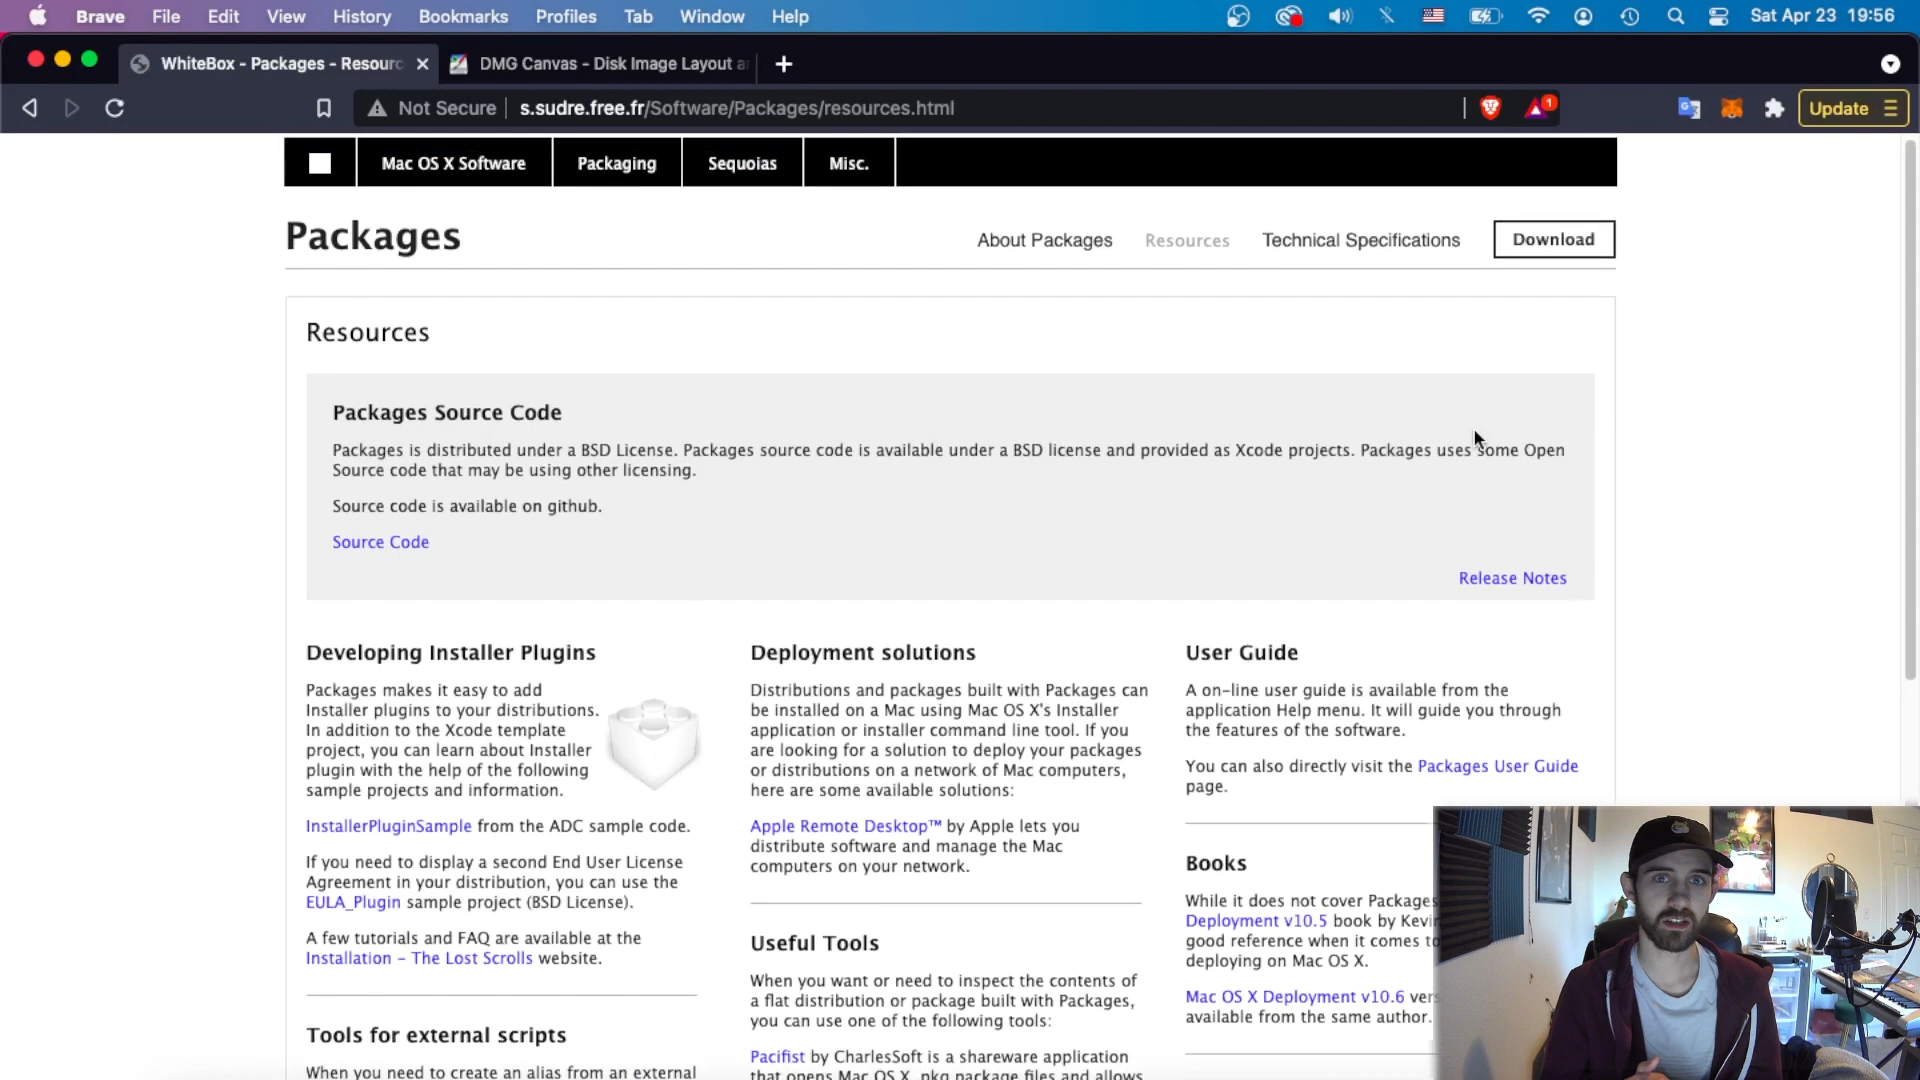 Brave File Edit View History Bookmarks Profiles Tab Window Help Sat Apr 23 19:56
WhiteBox - Packages - Resourc DMG Canvas - Disk Image Layout a
Not Secure s.sudre.free.fr/Software/Packages/resources.html 1 Update
Mac OS X Software Packaging Sequoias Misc.
Packages
About Packages Resources Technical Specifications Download
Resources
Packages Source Code
Packages is distributed under a BSD License. Packages source code is available under a BSD license and provided as Xcode projects. Packages uses some Open
Source code that may be using other licensing.
Source code is available on github.
Source Code
Release Notes
Developing Installer Plugins
Packages makes it easy to add
Installer plugins to your distributions.
In addition to the Xcode template
project, you can learn about Installer
plugin with the help of the following
sample projects and information.
InstallerPluginSample from the ADC sample code.
If you need to display a second End User License
Agreement in your distribution, you can use the
EULA_Plugin sample project (BSD License).
A few tutorials and FAQ are available at the
Installation - The Lost Scrolls website.
Tools for external scripts
When you need to create an alias from an external
Deployment solutions
Distributions and packages built with Packages can
be installed on a Mac using Mac OS X's Installer
application or installer command line tool. If you
are looking for a solution to deploy your packages
or distributions on a network of Mac computers,
here are some available solutions:
Apple Remote Desktop™ by Apple lets you
distribute software and manage the Mac
computers on your network.
Useful Tools
When you want or need to inspect the contents of
a flat distribution or package built with Packages,
you can use one of the following tools:
Pacifist by CharlesSoft is a shareware application
that opens Mac OS X .pkg package files and allows
User Guide
A on-line user guide is available from the
application Help menu. It will guide you through
the features of the software.
You can also directly visit the Packages User Guide
page.
Books
While it does not cover Packages
Deployment v10.5 book by Kevin
good reference when it comes to
deploying on Mac OS X.
Mac OS X Deployment v10.6 vers
available from the same author.